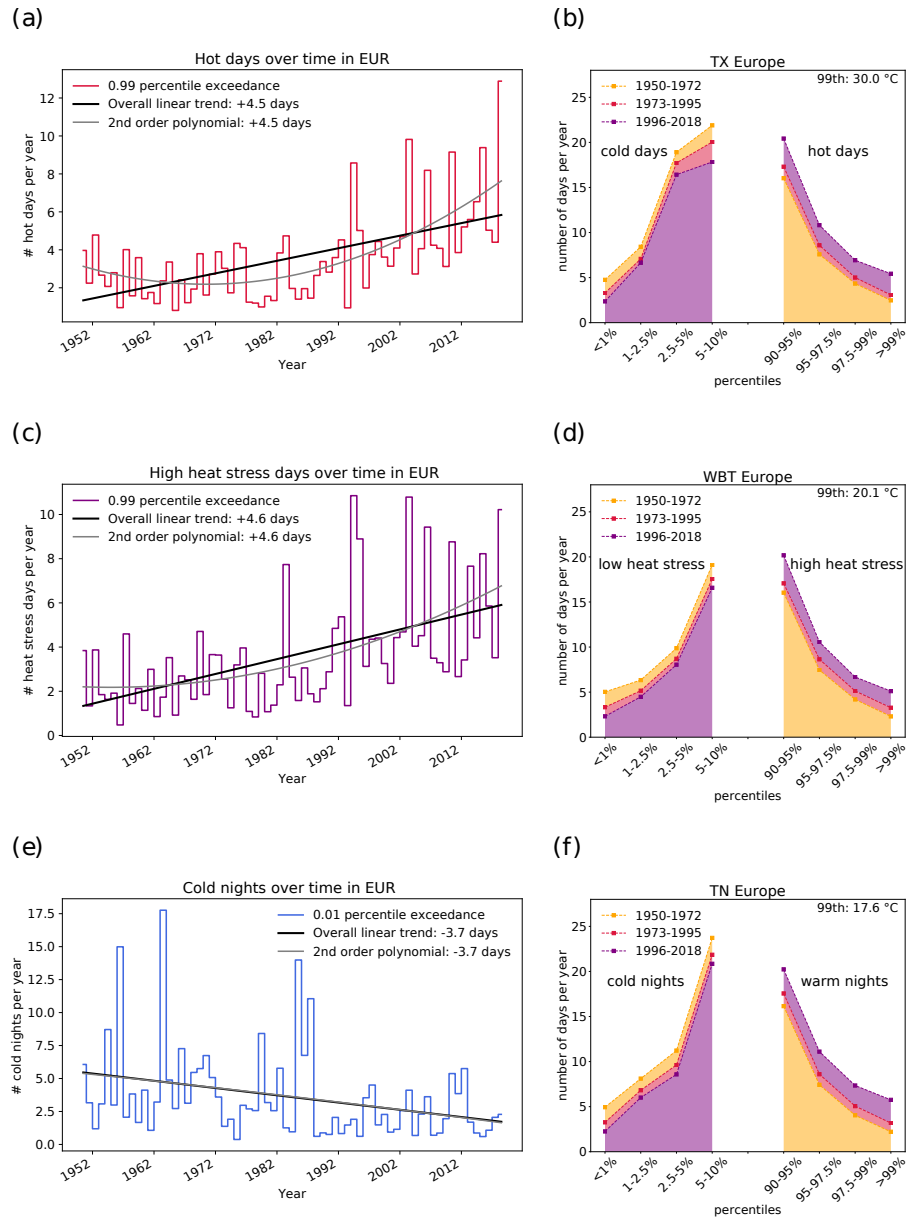 (a)
Hot days over time in EUR
0.99 percentile exceedance
Overall linear trend: +4.5 days
2nd order polynomial: +4.5 days
# hot days per year
12
10
8
6
4
2
1952
1962
1972
1982
1992
2002
2012
Year
(b)
TX Europe
99th: 30.0 °C
1950-1972
1973-1995
1996-2018
cold days
hot days
number of days per year
25
20
15
10
5
0
<1%
1-2.5%
2.5-5%
5-10%
90-95%
95-97.5%
97.5-99%
>99%
percentiles
(c)
High heat stress days over time in EUR
0.99 percentile exceedance
Overall linear trend: +4.6 days
2nd order polynomial: +4.6 days
# heat stress days per year
10
8
6
4
2
0
1952
1962
1972
1982
1992
2002
2012
Year
(d)
WBT Europe
99th: 20.1 °C
1950-1972
1973-1995
1996-2018
low heat stress
high heat stress
number of days per year
25
20
15
10
5
0
<1%
1-2.5%
2.5-5%
5-10%
90-95%
95-97.5%
97.5-99%
>99%
percentiles
(e)
Cold nights over time in EUR
0.01 percentile exceedance
Overall linear trend: -3.7 days
2nd order polynomial: -3.7 days
# cold nights per year
17.5
15.0
12.5
10.0
7.5
5.0
2.5
0.0
1952
1962
1972
1982
1992
2002
2012
Year
(f)
TN Europe
99th: 17.6 °C
1950-1972
1973-1995
1996-2018
cold nights
warm nights
number of days per year
25
20
15
10
5
0
<1%
1-2.5%
2.5-5%
5-10%
90-95%
95-97.5%
97.5-99%
>99%
percentiles